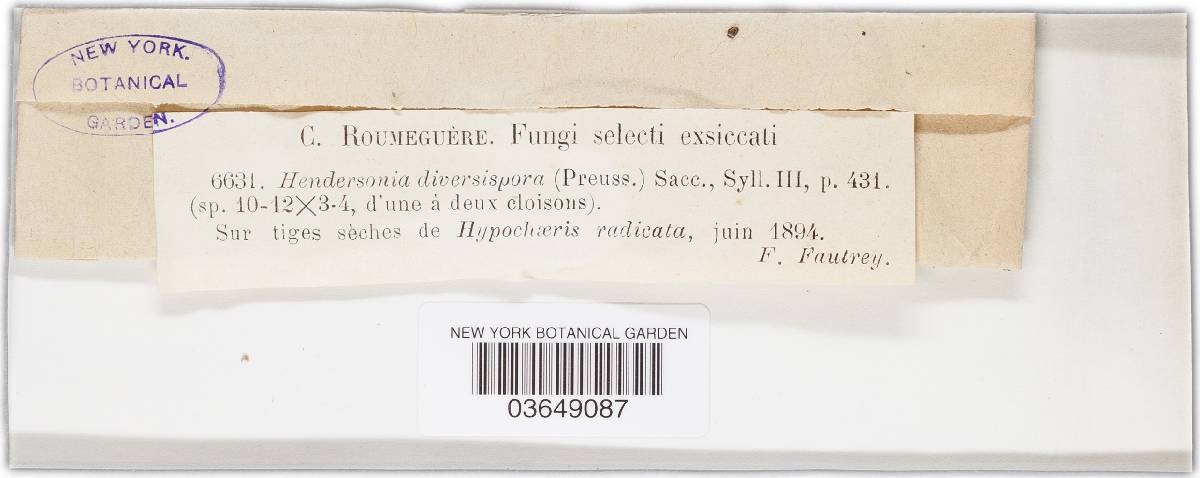 NEW YORK.
BOTANICAL
GARDEN.
C. ROUMEGUÈRE. Fungi selecti exsiccati
6631. Hendersonia diversispora (Preuss.) Sacc., Syll. III, p. 431.
(sp. 10-12×3-4, d'une à deux cloisons).
Sur tiges sèches de Hypochæris radicata, juin 1894.
F. Fautrey.
NEW YORK BOTANICAL GARDEN
03649087